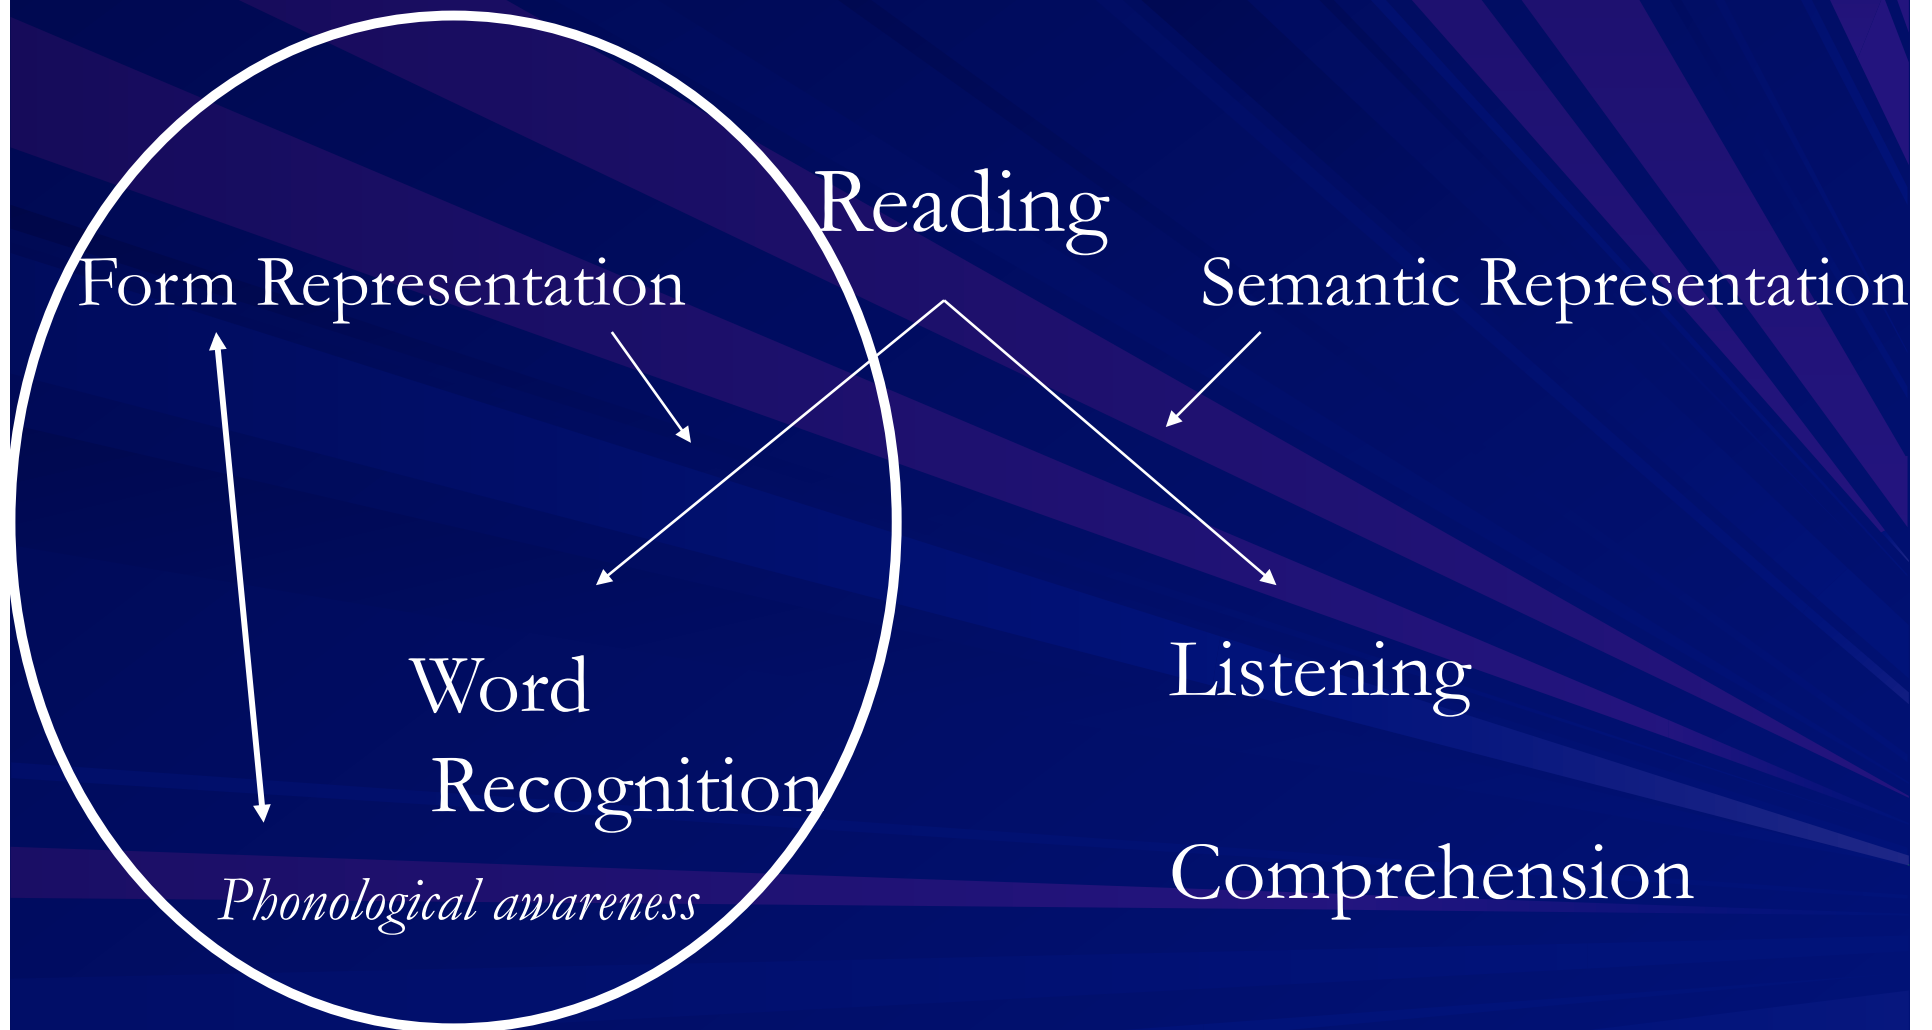 Reading
Form Representation
Semantic Representation
Word
Recognition
Listening
Comprehension
Phonological awareness